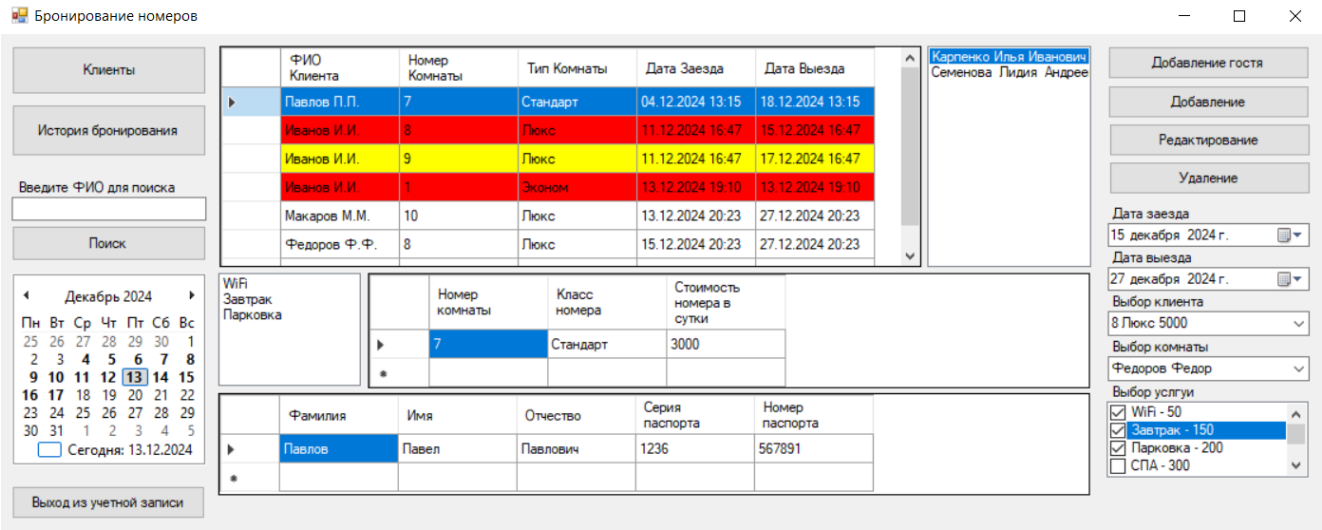 Бронирование номеров
Клиенты
История бронирования
Введите ФИО для поиска
Поиск
Декабрь 2024
Пн Вт Ср Чт Пт Сб Вс
25 26 27 28 29 30 1
2 3 4 5 6 7 8
9 10 11 12 13 14 15
16 17 18 19 20 21 22
23 24 25 26 27 28 29
30 31 1 2 3 4 5
Сегодня: 13.12.2024
Выход из учетной записи
ФИО Номер
Клиента Комнаты Тип Комнаты Дата Заезда Дата Выезда
Павлов П.П. 7 Стандарт 04.12.2024 13:15 18.12.2024 13:15
Иванов И.И. 8 Люкс 11.12.2024 16:47 15.12.2024 16:47
Иванов И.И. 9 Люкс 11.12.2024 16:47 17.12.2024 16:47
Иванов И.И. 1 Эконом 13.12.2024 19:10 13.12.2024 19:10
Макаров М.М. 10 Люкс 13.12.2024 20:23 27.12.2024 20:23
Федоров Ф.Ф. 8 Люкс 15.12.2024 20:23 27.12.2024 20:23
Карпенко Илья Иванович
Семенова Лидия Андрее
WiFi
Завтрак
Парковка
Номер комнаты Класс номера Стоимость номера в сутки
7 Стандарт 3000
Фамилия Имя Отчество Серия паспорта Номер паспорта
Павлов Павел Павлович 1236 567891
Добавление гостя
Добавление
Редактирование
Удаление
Дата заезда
15 декабря 2024 г.
Дата выезда
27 декабря 2024 г.
Выбор клиента
8 Люкс 5000
Выбор комнаты
Федоров Федор
Выбор услгуи
WiFi - 50
Завтрак - 150
Парковка - 200
СПА - 300